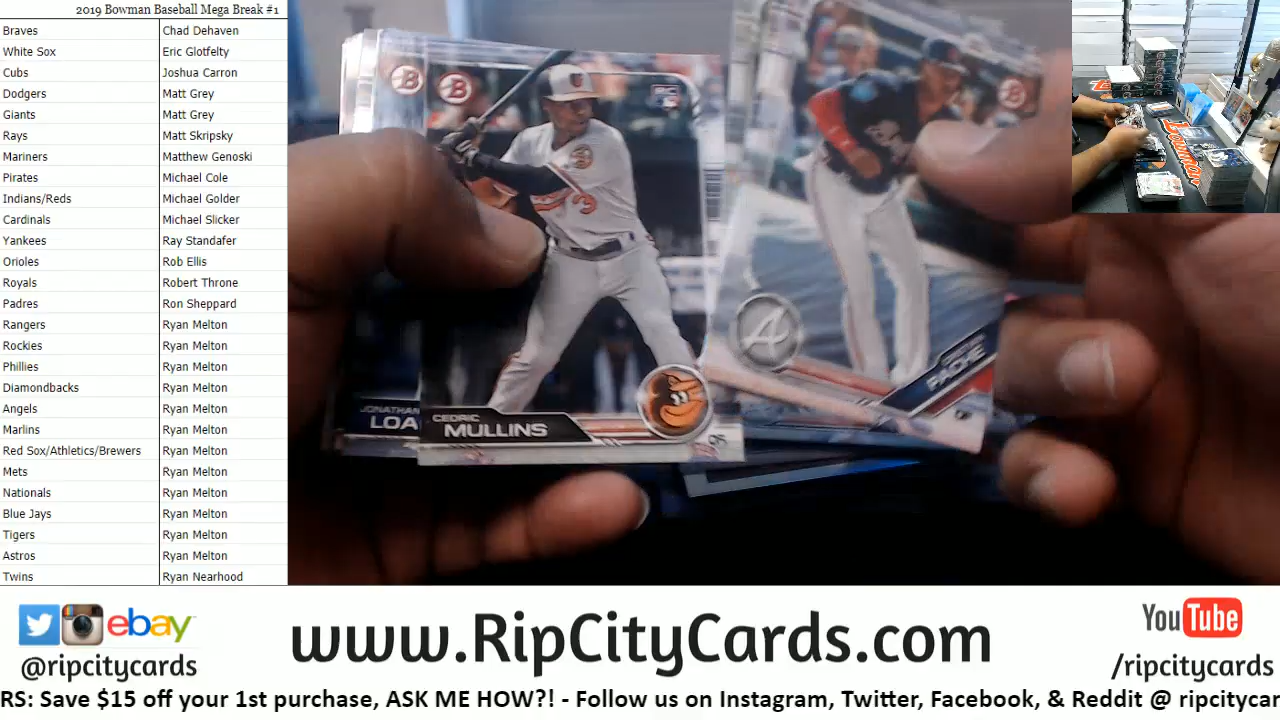 2019 Bowman Baseball Mega Break #1
Braves Chad Dehaven
White Sox Eric Glotfelty
Cubs Joshua Carron
Dodgers Matt Grey
Giants Matt Grey
Rays Matt Skripsky
Mariners Matthew Genoski
Pirates Michael Cole
Indians/Reds Michael Golder
Cardinals Michael Slicker
Yankees Ray Standafer
Orioles Rob Ellis
Royals Robert Throne
Padres Ron Sheppard
Rangers Ryan Melton
Rockies Ryan Melton
Phillies Ryan Melton
Diamondbacks Ryan Melton
Angels Ryan Melton
Marlins Ryan Melton
Red Sox/Athletics/Brewers Ryan Melton
Mets Ryan Melton
Nationals Ryan Melton
Blue Jays Ryan Melton
Tigers Ryan Melton
Astros Ryan Melton
Twins Ryan Nearhood
B
B
RC
3
B
A
PACHE
JONATHAN
LOA
CEDRIC
MULLINS
ebay
@ripcitycards
www.RipCityCards.com
YouTube
/ripcitycards
RS: Save $15 off your 1st purchase, ASK ME HOW?! - Follow us on Instagram, Twitter, Facebook, & Reddit @ ripcitycar